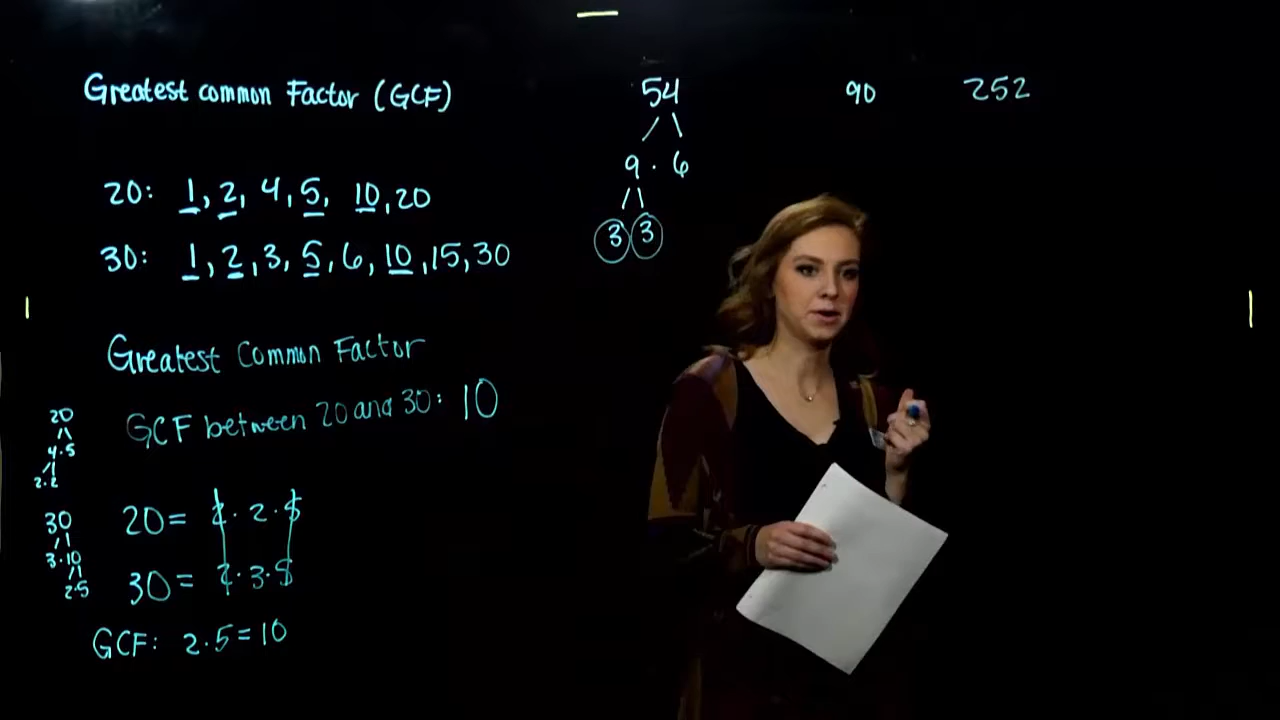 Greatest common Factor (GCF)
20: 1, 2, 4, 5, 10, 20
30: 1, 2, 3, 5, 6, 10, 15, 30
Greatest Common Factor
GCF between 20 and 30: 10
20
4·5
2·2
30
3·10
2·5
20= 2·2·5
30= 2·3·5
GCF: 2·5=10
54
9·6
3 3
90
252